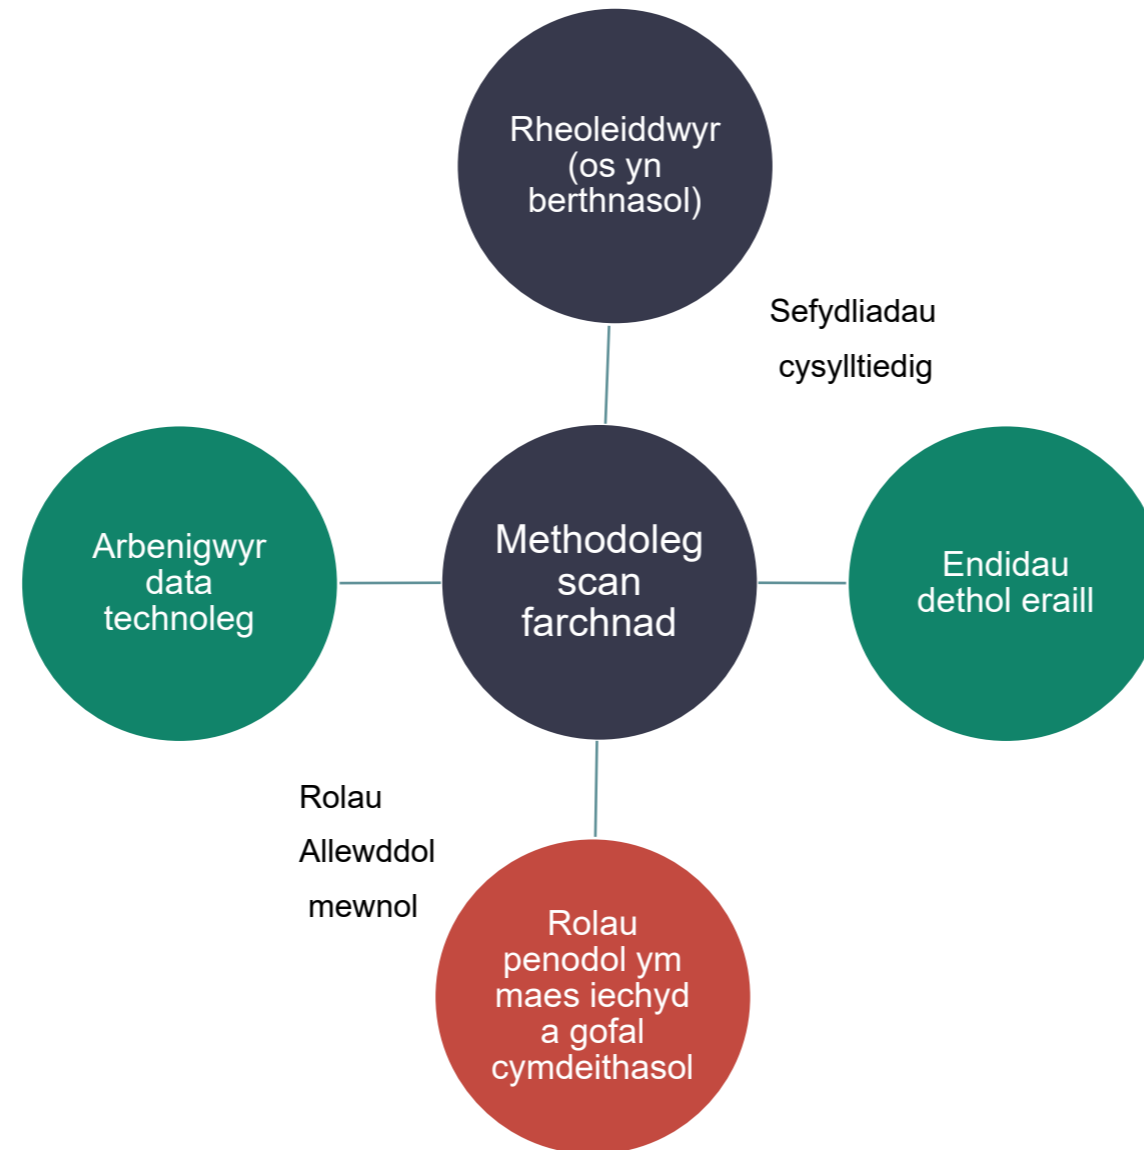 Rheoleiddwyr
(os yn
berthnasol)
Sefydliadau
cysylltiedig
Arbenigwyr
data
technoleg
Methodoleg
scan
farchnad
Endidau
dethol eraill
Rolau
Allewddol
mewnol
Rolau
penodol ym
maes iechyd
a gofal
cymdeithasol